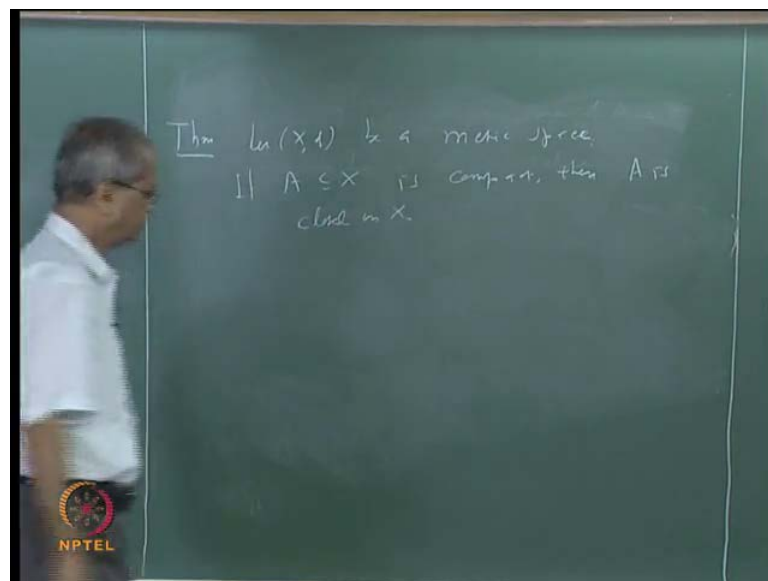 Thm Let (X, d) be a metric space.
If A ⊆ X is compact, then A is
closed in X.
NPTEL